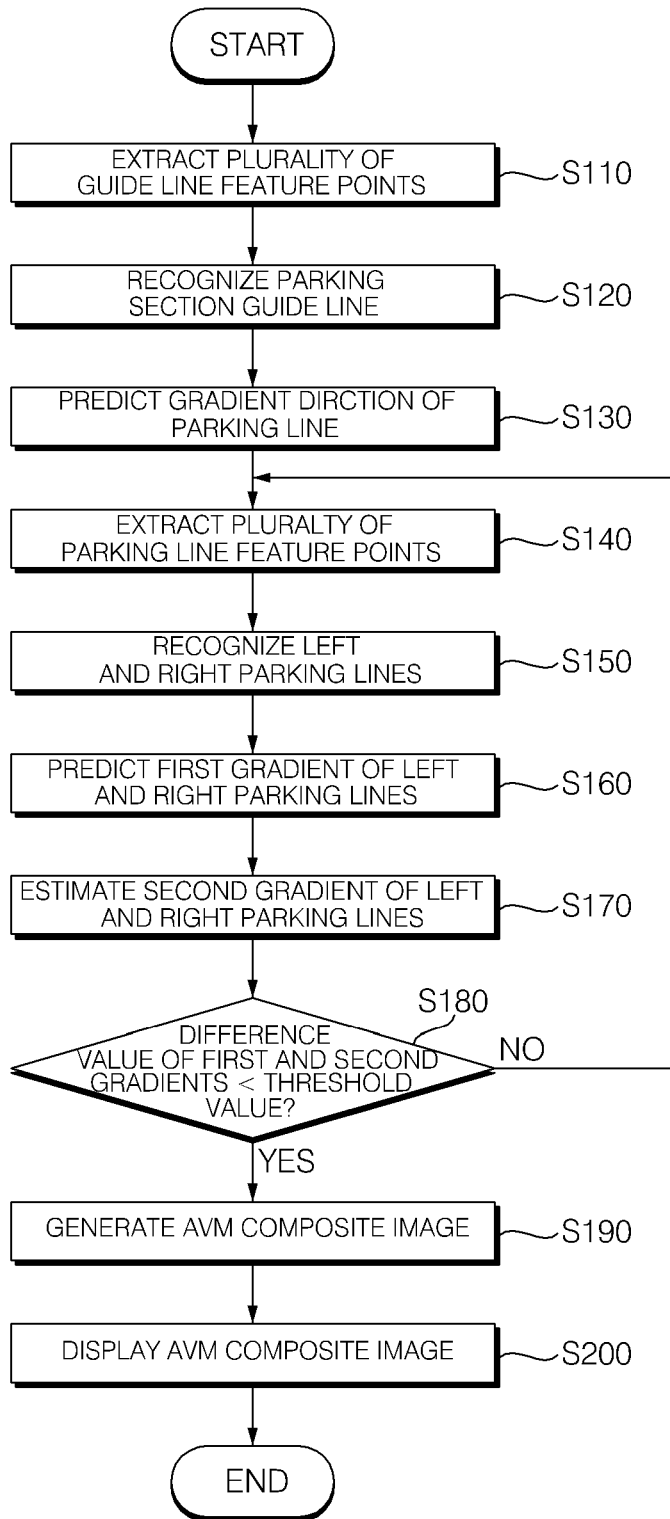 START
EXTRACT PLURALITY OF
GUIDE LINE FEATURE POINTS
S110
RECOGNIZE PARKING
SECTION GUIDE LINE
S120
PREDICT GRADIENT DIRCTION OF
PARKING LINE
S130
EXTRACT PLURALTY OF
PARKING LINE FEATURE POINTS
S140
RECOGNIZE LEFT
AND RIGHT PARKING LINES
S150
PREDICT FIRST GRADIENT OF LEFT
AND RIGHT PARKING LINES
S160
ESTIMATE SECOND GRADIENT OF LEFT
AND RIGHT PARKING LINES
S170
S180
DIFFERENCE
VALUE OF FIRST AND SECOND
GRADIENTS < THRESHOLD
VALUE?
NO
YES
GENERATE AVM COMPOSITE IMAGE
S190
DISPLAY AVM COMPOSITE IMAGE
S200
END